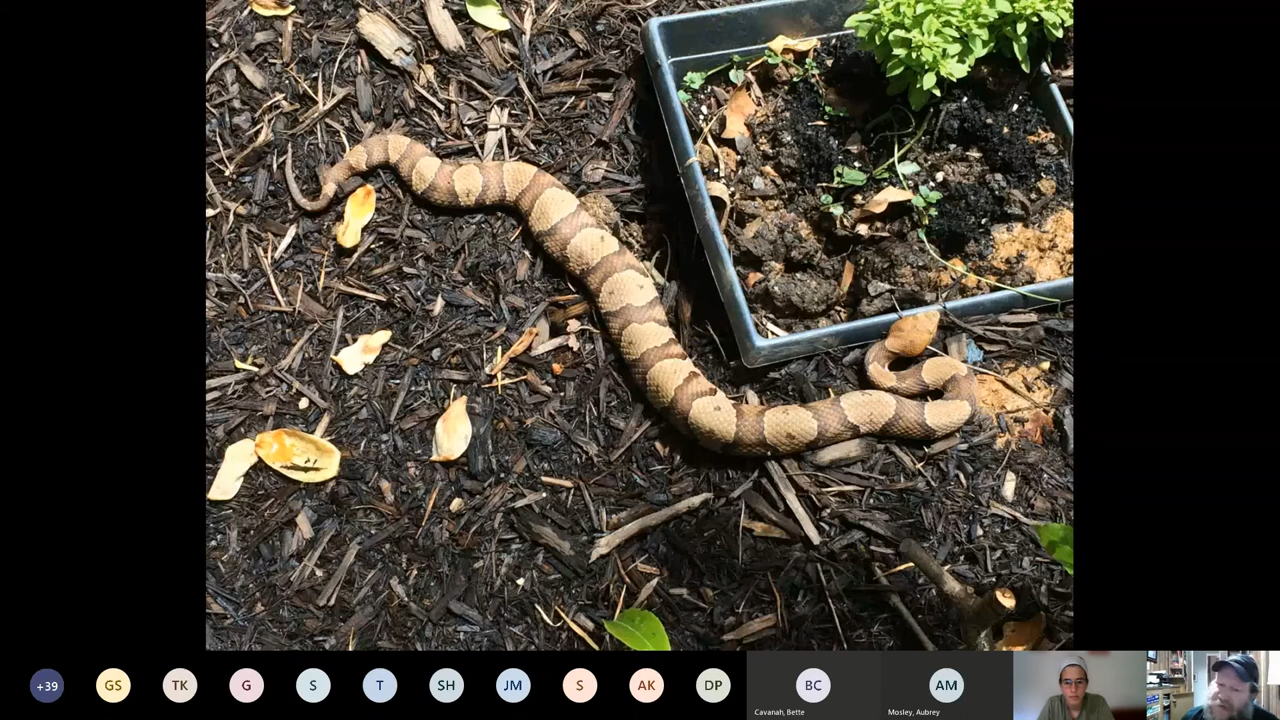 +39
GS
TK
G
S
T
SH
JM
S
AK
DP
BC
AM
Cavanah, Bette
Mosley, Aubrey